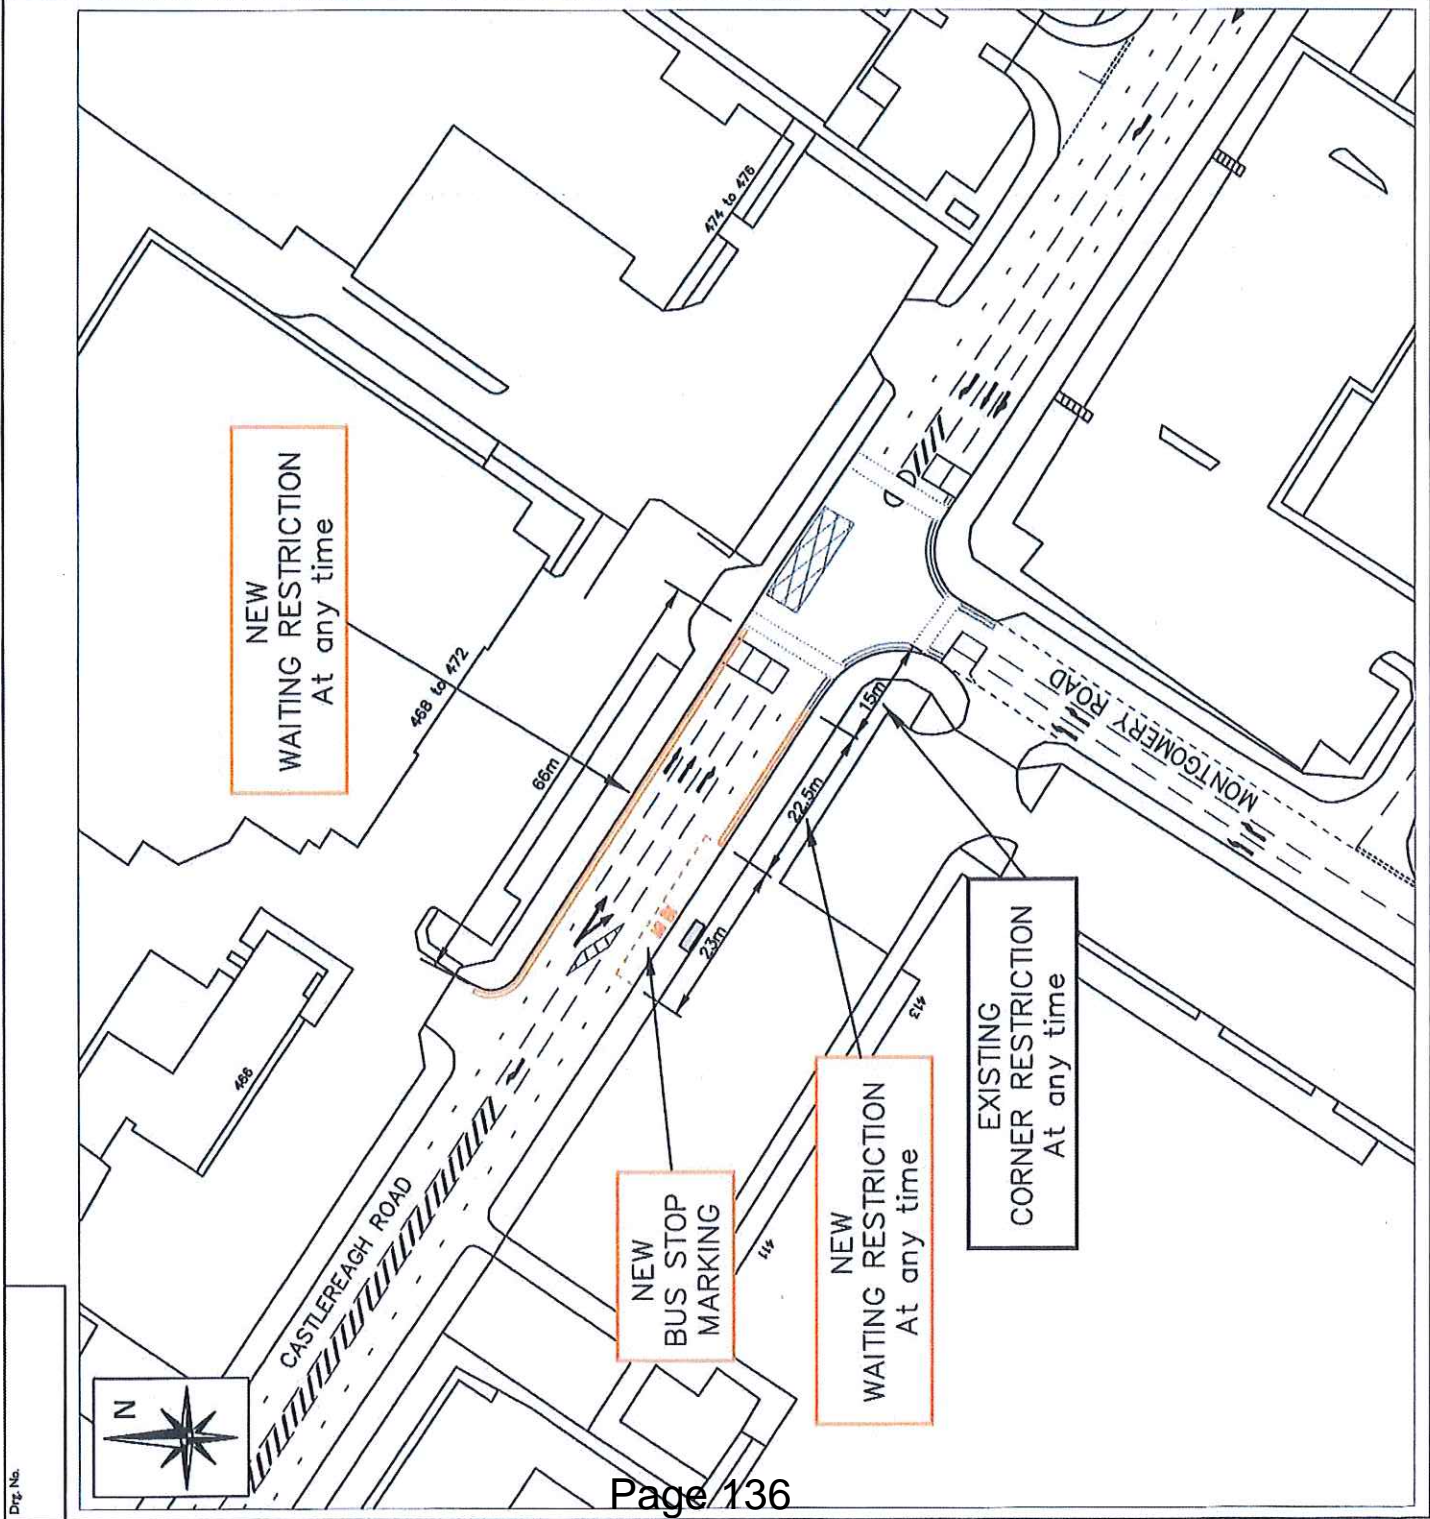 Drg. No.
N
CASTLEREAGH ROAD
466
468 to 472
474 to 476
NEW
WAITING RESTRICTION
At any time
66m
NEW
BUS STOP
MARKING
23m
22.5m
15m
NEW
WAITING RESTRICTION
At any time
EXISTING
CORNER RESTRICTION
At any time
411
413
MONTGOMERY ROAD
Page 136